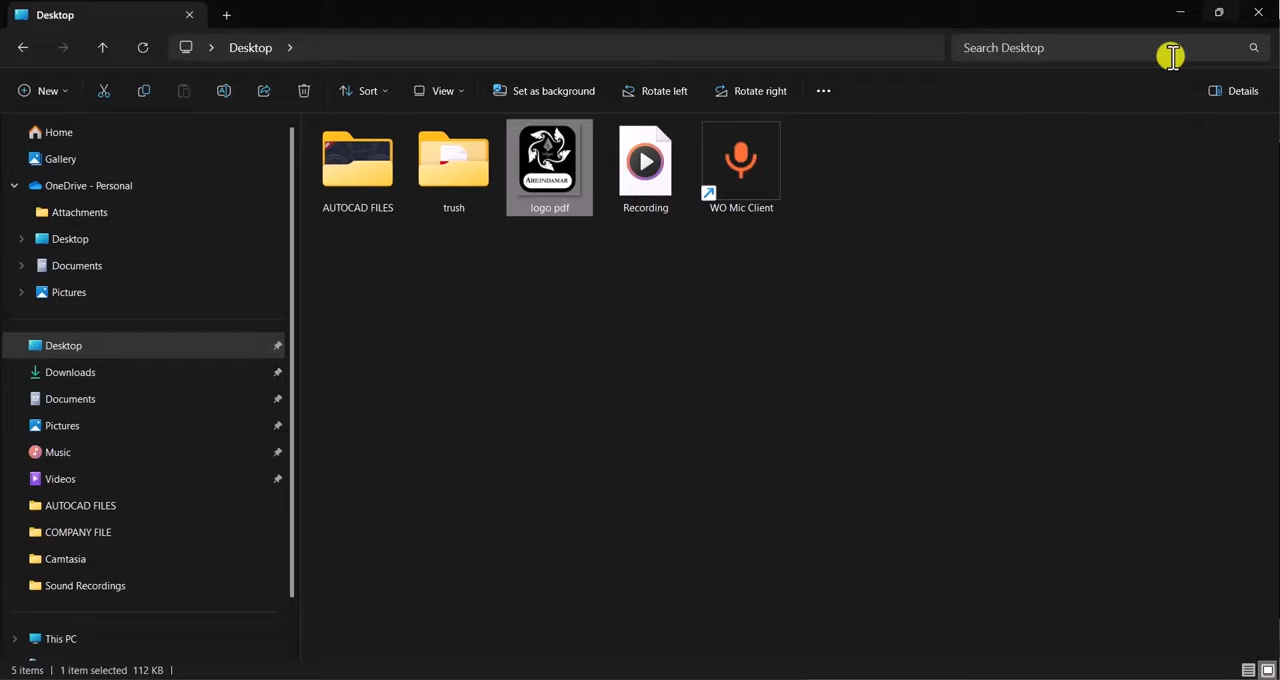 Desktop
Desktop
Search Desktop
New
Sort
View
Set as background
Rotate left
Rotate right
Details
Home
Gallery
OneDrive - Personal
Attachments
Desktop
Documents
Pictures
Desktop
Downloads
Documents
Pictures
Music
Videos
AUTOCAD FILES
COMPANY FILE
Camtasia
Sound Recordings
This PC
AUTOCAD FILES
trush
logo pdf
Recording
WO Mic Client
5 items
1 item selected 112 KB